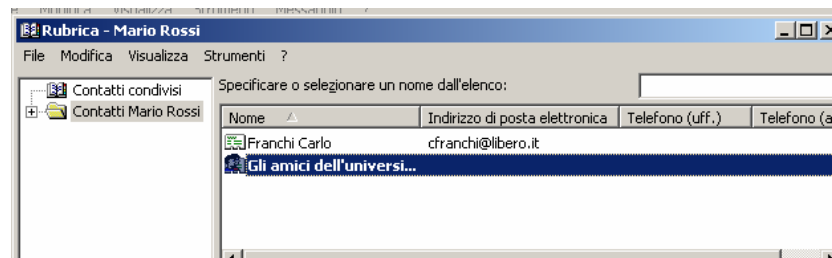 Rubrica - Mario Rossi
File Modifica Visualizza Strumenti ?
Contatti condivisi
Contatti Mario Rossi
Specificare o selezionare un nome dall'elenco:
Nome Indirizzo di posta elettronica Telefono (uff.) Telefono (a
Franchi Carlo cfranchi@libero.it
Gli amici dell'universi...